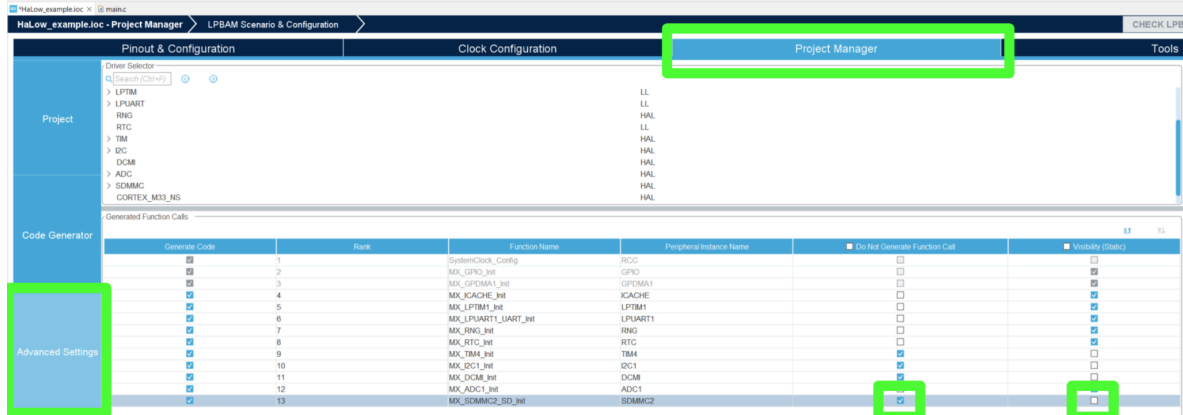 *HaLow_example.ioc main.c
HaLow_example.ioc - Project Manager LPBAM Scenario & Configuration CHECK LPB
Pinout & Configuration Clock Configuration Project Manager Tools
Project
Code Generator
Advanced Settings
Driver Selector
Search (Ctrl+F)
LPTIM LL
LPUART LL
RNG HAL
RTC LL
TIM HAL
I2C HAL
DCMI HAL
ADC HAL
SDMMC HAL
CORTEX_M33_NS HAL
Generated Function Calls
Generate Code Rank Function Name Peripheral Instance Name Do Not Generate Function Call Visibility (Static)
1 SystemClock_Config RCC
2 MX_GPIO_Init GPIO
3 MX_GPDMA1_Init GPDMA1
4 MX_ICACHE_Init ICACHE
5 MX_LPTIM1_Init LPTIM1
6 MX_LPUART1_UART_Init LPUART1
7 MX_RNG_Init RNG
8 MX_RTC_Init RTC
9 MX_TIM4_Init TIM4
10 MX_I2C1_Init I2C1
11 MX_DCMI_Init DCMI
12 MX_ADC1_Init ADC1
13 MX_SDMMC2_SD_Init SDMMC2